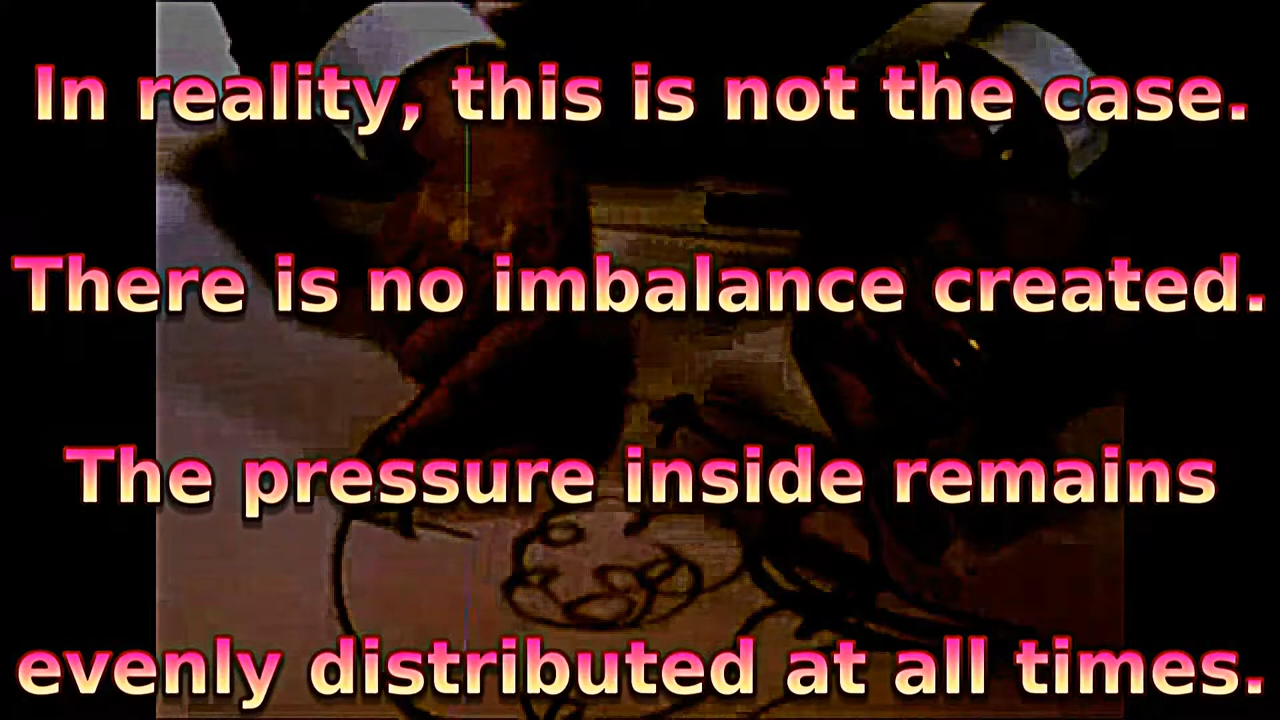 In reality, this is not the case.
There is no imbalance created.
The pressure inside remains
evenly distributed at all times.